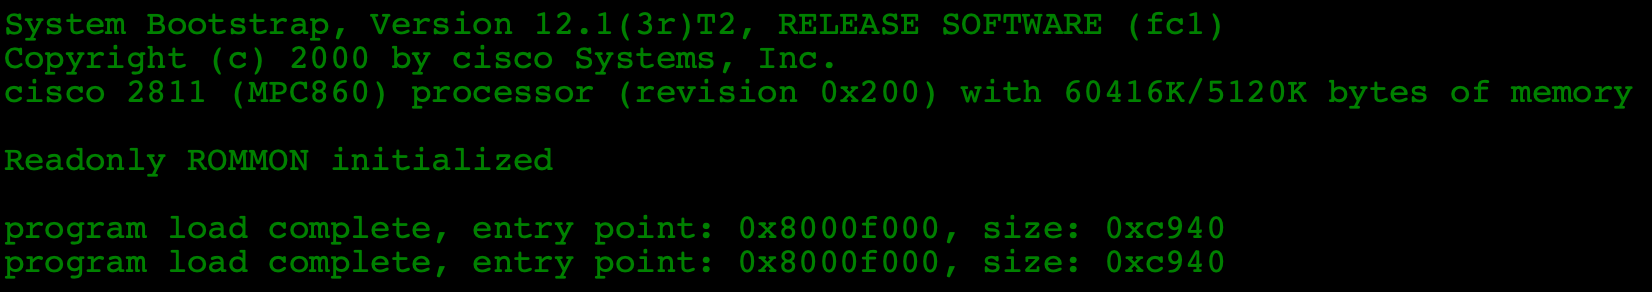 System Bootstrap, Version 12.1(3r)T2, RELEASE SOFTWARE (fc1)
Copyright (c) 2000 by cisco Systems, Inc.
cisco 2811 (MPC860) processor (revision 0x200) with 60416K/5120K bytes of memory
Readonly ROMMON initialized
program load complete, entry point: 0x8000f000, size: 0xc940
program load complete, entry point: 0x8000f000, size: 0xc940